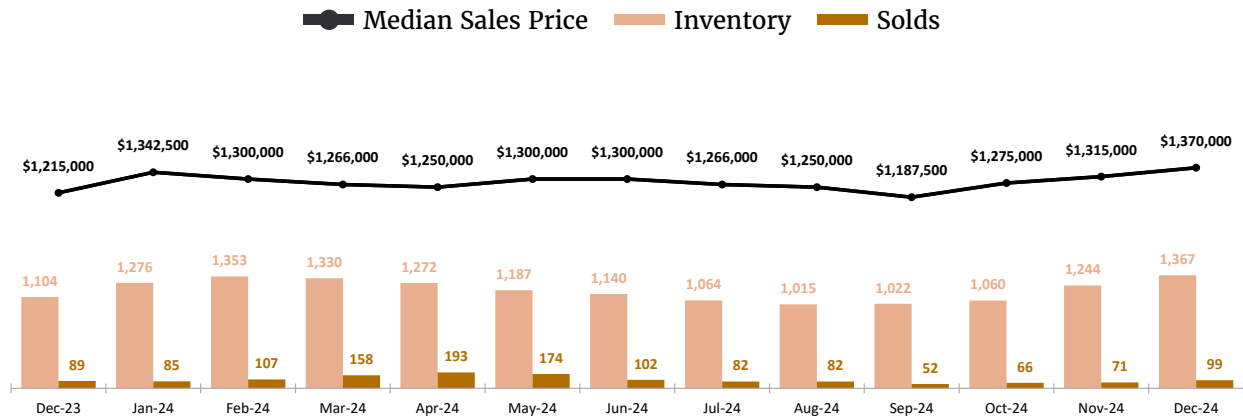 Median Sales Price Inventory Solds
$1,215,000 $1,342,500 $1,300,000 $1,266,000 $1,250,000 $1,300,000 $1,300,000 $1,266,000 $1,250,000 $1,187,500 $1,275,000 $1,315,000 $1,370,000
1,104 1,276 1,353 1,330 1,272 1,187 1,140 1,064 1,015 1,022 1,060 1,244 1,367
89 85 107 158 193 174 102 82 82 52 66 71 99
Dec-23 Jan-24 Feb-24 Mar-24 Apr-24 May-24 Jun-24 Jul-24 Aug-24 Sep-24 Oct-24 Nov-24 Dec-24